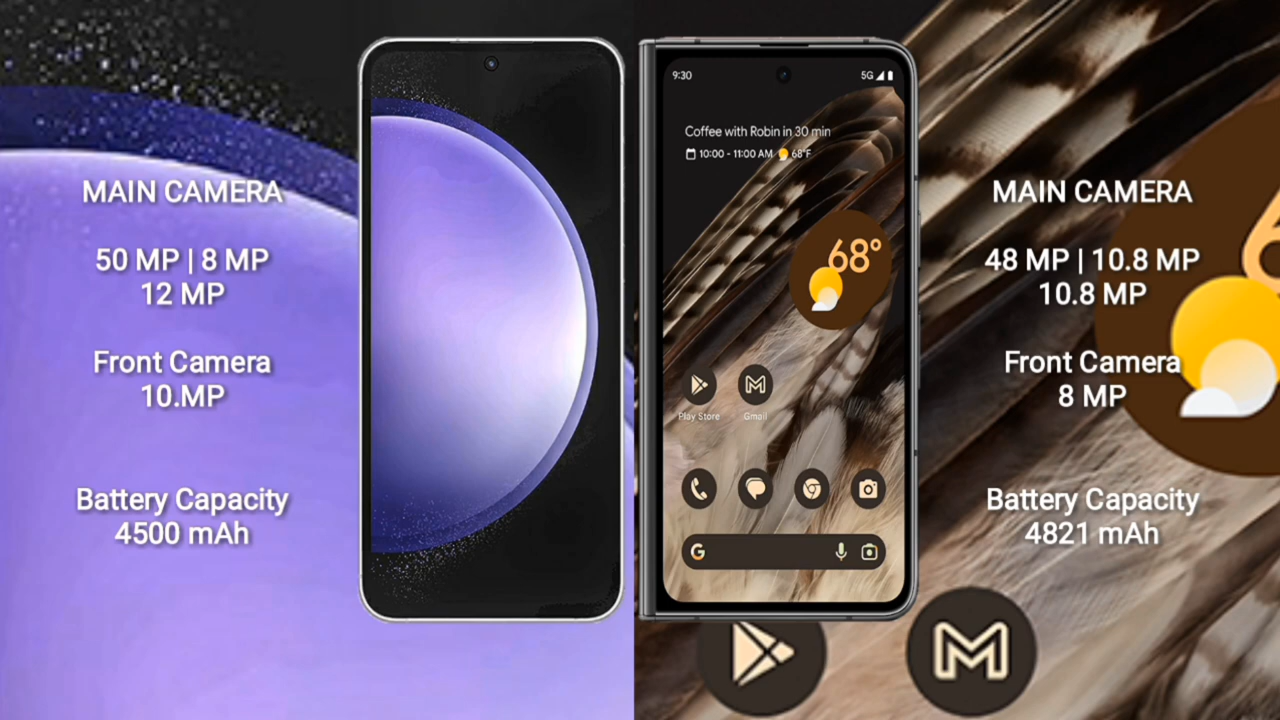 MAIN CAMERA
50 MP | 8 MP
12 MP
Front Camera
10.MP
Battery Capacity
4500 mAh
9:30
5G
Coffee with Robin in 30 min
10:00 - 11:00 AM 68°F
68°
Play Store
Gmail
G
MAIN CAMERA
48 MP | 10.8 MP
10.8 MP
Front Camera
8 MP
Battery Capacity
4821 mAh